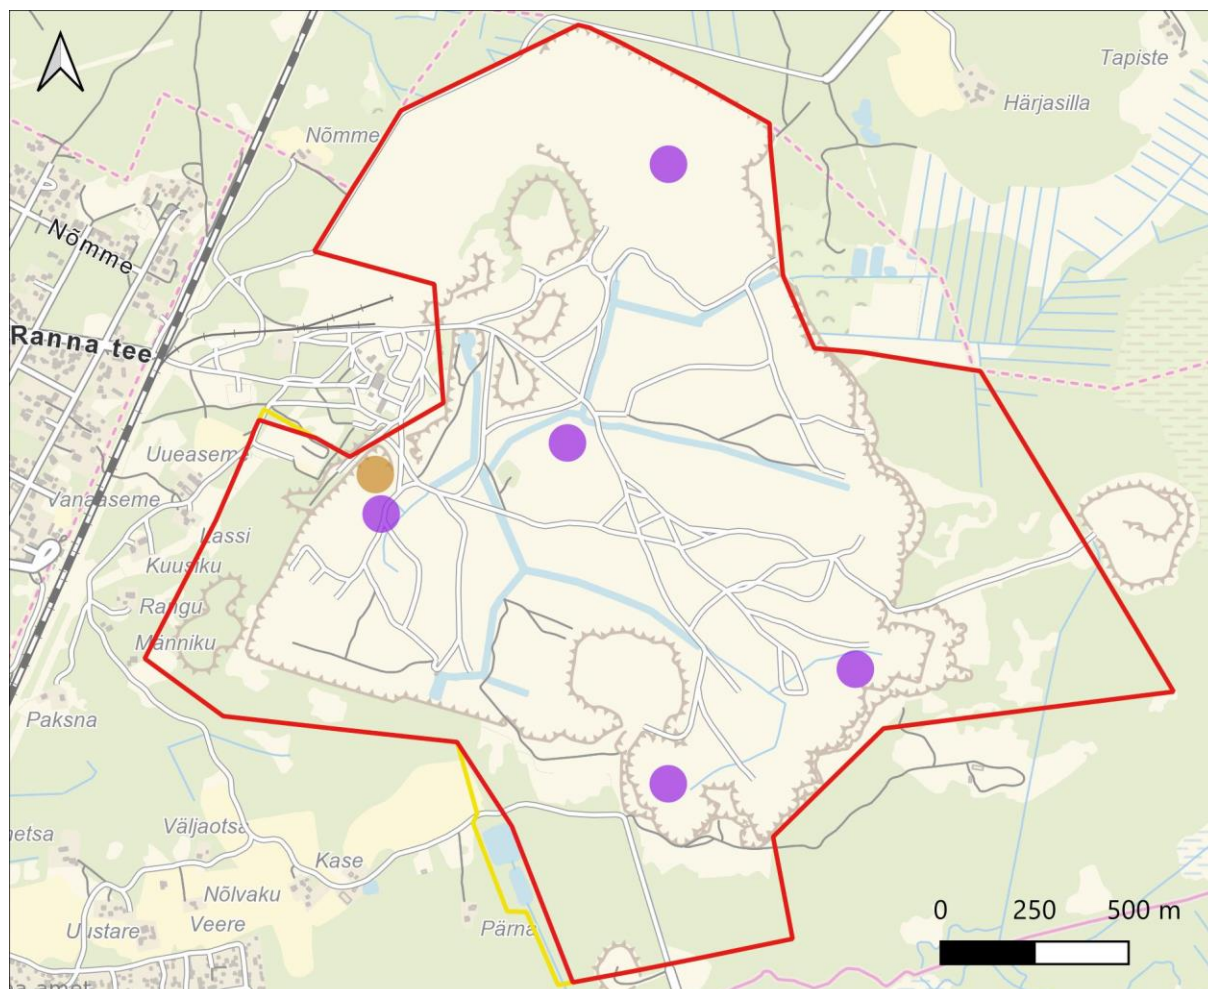 Tapiste
Härjasilla
Nõmme
Nõmme
Ranna tee
Uueaseme
Vanaaseme
Kassi
Kuusiku
Rangu
Männiku
Paksna
Väljaotsa
Kase
Nõlvaku
Veere
Uustare
Pärna
0 250 500 m